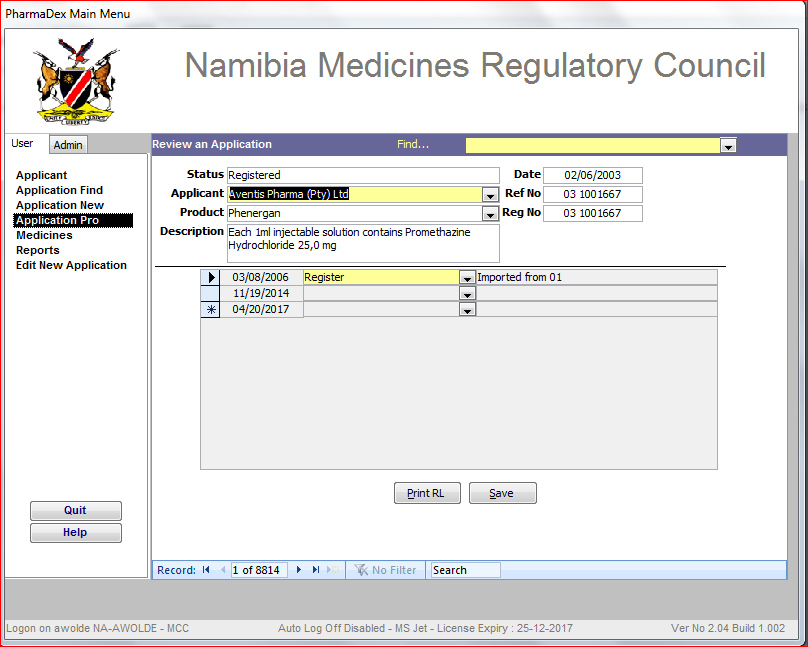 PharmaDex Main Menu
Namibia Medicines Regulatory Council
User
Admin
Review an Application
Find...
Applicant
Application Find
Application New
Application Pro
Medicines
Reports
Edit New Application
Quit
Help
Status Registered Date 02/06/2003
Applicant Aventis Pharma (Pty) Ltd Ref No 03 1001667
Product Phenergan Reg No 03 1001667
Description Each 1ml injectable solution contains Promethazine
Hydrochloride 25,0 mg
03/08/2006 Register Imported from 01
11/19/2014
04/20/2017
Print RL Save
Record: 1 of 8814 No Filter Search
Logon on awolde NA-AWOLDE - MCC Auto Log Off Disabled - MS Jet - License Expiry : 25-12-2017 Ver No 2.04 Build 1.002